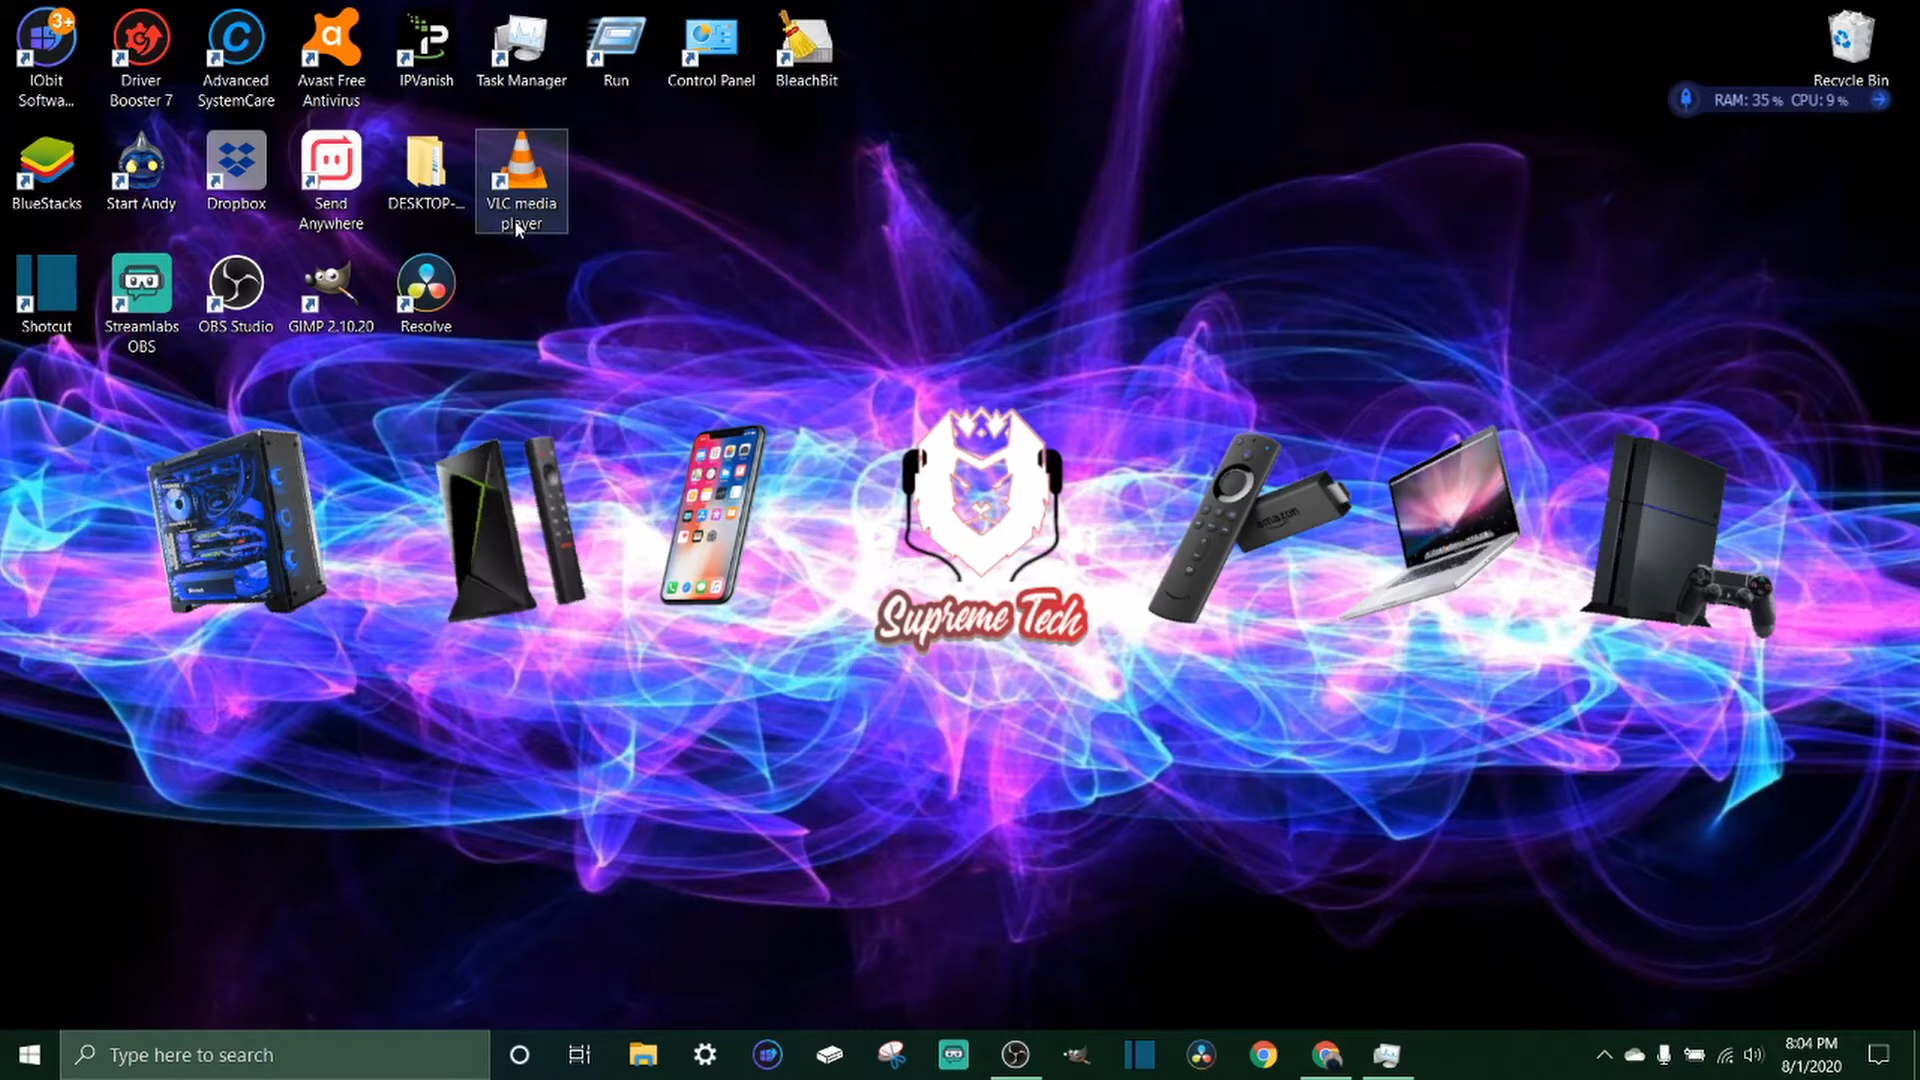 3+
IObit
Softwa...
Driver
Booster 7
Advanced
SystemCare
Avast Free
Antivirus
IPVanish
Task Manager
Run
Control Panel
BleachBit
Recycle Bin
RAM: 35 % CPU: 9 %
BlueStacks
Start Andy
Dropbox
Send
Anywhere
DESKTOP-...
VLC media
player
Shotcut
Streamlabs
OBS
OBS Studio
GIMP 2.10.20
Resolve
amazon
Supreme Tech
Type here to search
8:04 PM
8/1/2020